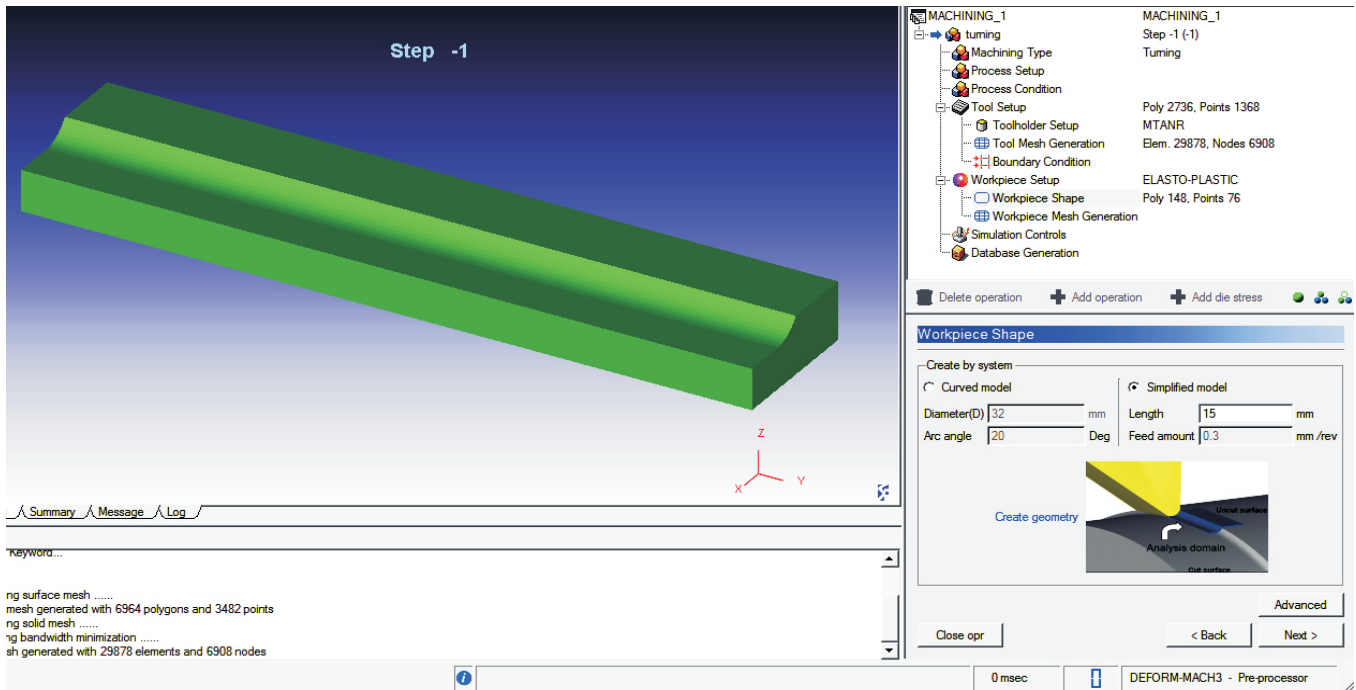 Step -1
Z
X Y
Summary Message Log
Keyword...
ng surface mesh ......
mesh generated with 6964 polygons and 3482 points
ng solid mesh ......
ng bandwidth minimization ......
sh generated with 29878 elements and 6908 nodes
MACHINING_1 MACHINING_1
turning Step -1 (-1)
Machining Type Turning
Process Setup
Process Condition
Tool Setup Poly 2736, Points 1368
Toolholder Setup MTANR
Tool Mesh Generation Elem. 29878, Nodes 6908
Boundary Condition
Workpiece Setup ELASTO-PLASTIC
Workpiece Shape Poly 148, Points 76
Workpiece Mesh Generation
Simulation Controls
Database Generation
Delete operation Add operation Add die stress
Workpiece Shape
Create by system
Curved model Simplified model
Diameter(D) 32 mm Length 15 mm
Arc angle 20 Deg Feed amount 0.3 mm /rev
Create geometry
Uncut surface
Analysis domain
Cut surface
Advanced
Close opr < Back Next >
0 msec DEFORM-MACH3 - Pre-processor